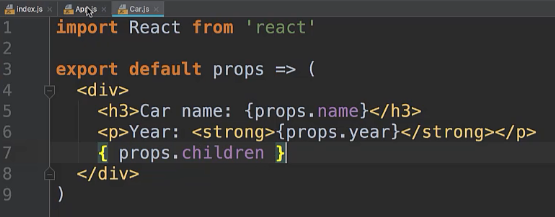 index.js App.js Car.js
1 import React from 'react'
2
3 export default props => (
4 <div>
5 <h3>Car name: {props.name}</h3>
6 <p>Year: <strong>{props.year}</strong></p>
7 { props.children }
8 </div>
9 )